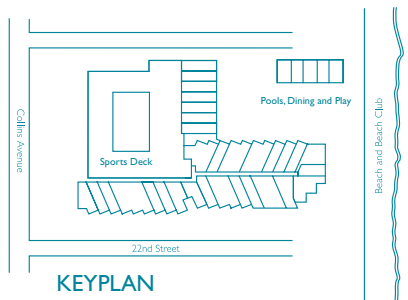 Pools, Dining and Play
Collins Avenue
Beach and Beach Club
Sports Deck
22nd Street
KEYPLAN